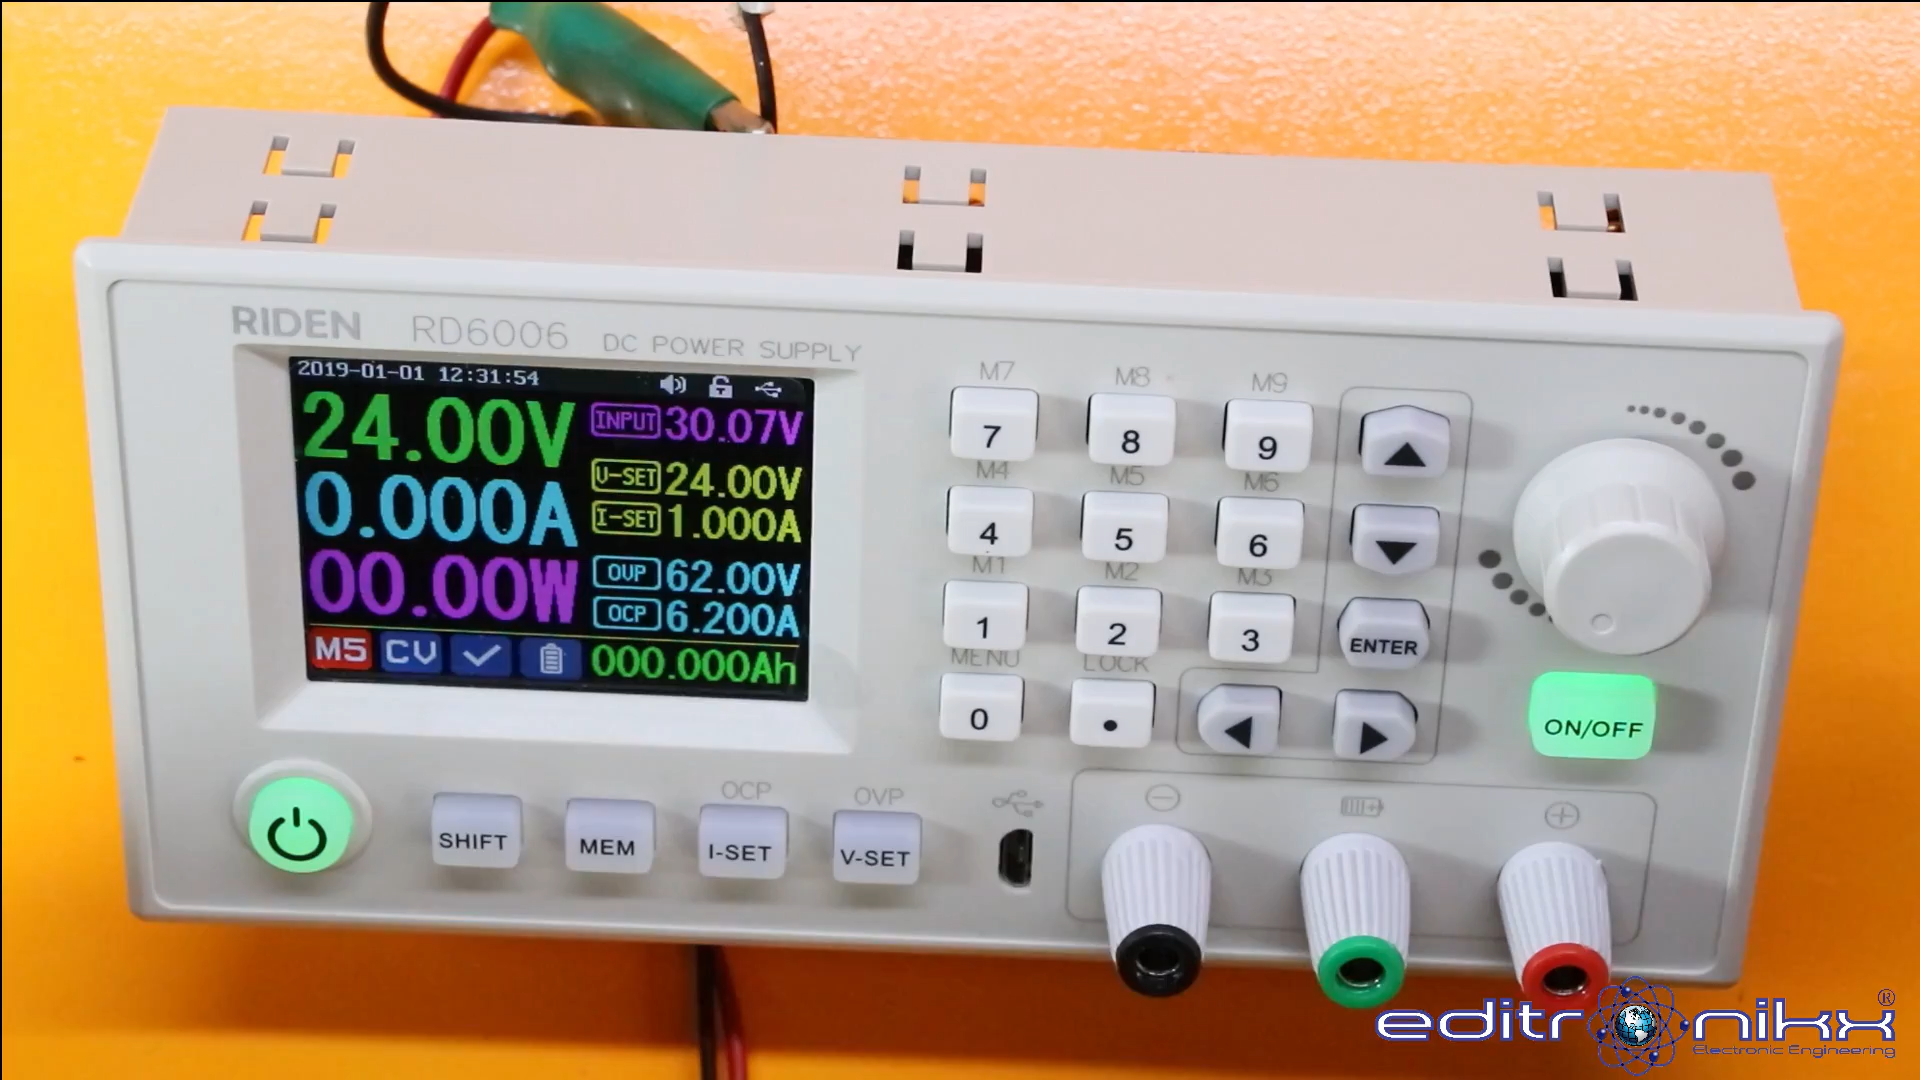 RIDEN RD6006 DC POWER SUPPLY
2019-01-01 12:31:54
24.00V
0.000A
00.00W
INPUT 30.07V
V-SET 24.00V
I-SET 1.000A
OVP 62.00V
OCP 6.200A
M5 CV 000.000Ah
M7 M8 M9
7 8 9
M4 M5 M6
4 5 6
M1 M2 M3
1 2 3
ENTER
MENU LOCK
0 .
ON/OFF
OCP OVP
SHIFT MEM I-SET V-SET
editronikx®
Electronic Engineering